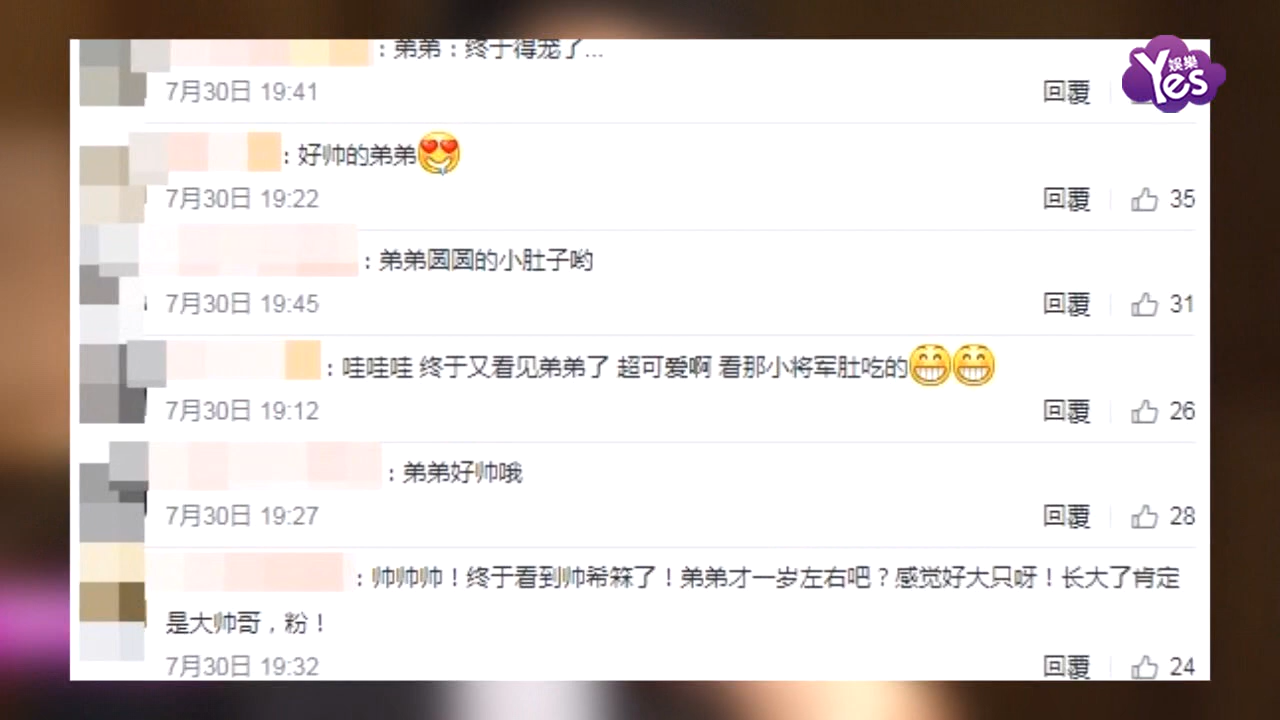 : 弟弟：终于得宠了...
7月30日 19:41
回覆
Yes娛樂
: 好帅的弟弟
7月30日 19:22
回覆
35
: 弟弟圆圆的小肚子哟
7月30日 19:45
回覆
31
: 哇哇哇 终于又看见弟弟了 超可爱啊 看那小将军肚吃的
7月30日 19:12
回覆
26
: 弟弟好帅哦
7月30日 19:27
回覆
28
: 帅帅帅！终于看到帅希箖了！弟弟才一岁左右吧？感觉好大只呀！长大了肯定
是大帅哥，粉！
7月30日 19:32
回覆
24